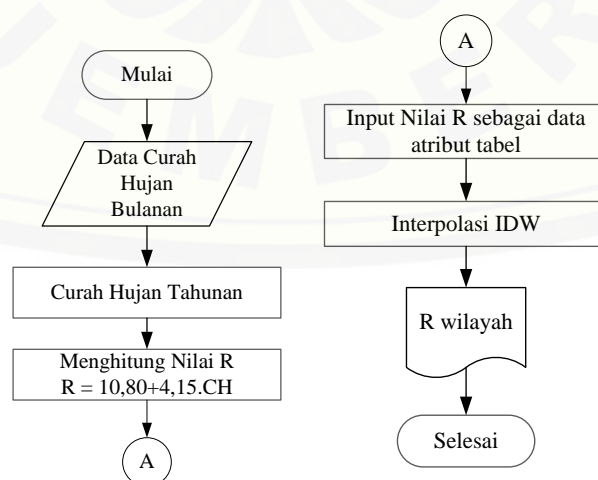 Mulai
Data Curah
Hujan
Bulanan
Curah Hujan Tahunan
Menghitung Nilai R
R = 10,80+4,15.CH
A
A
Input Nilai R sebagai data
atribut tabel
Interpolasi IDW
R wilayah
Selesai